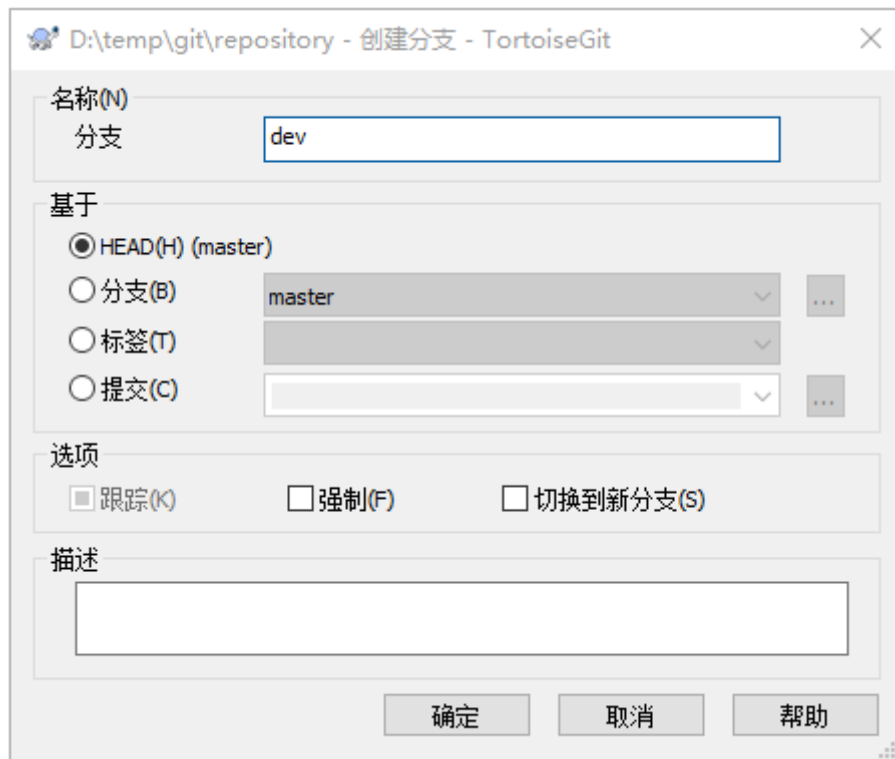 D:\temp\git\repository - 创建分支 - TortoiseGit
名称(N)
分支 dev
基于
HEAD(H) (master)
分支(B) master ...
标签(T)
提交(C) ...
选项
跟踪(K) 强制(F) 切换到新分支(S)
描述
确定 取消 帮助